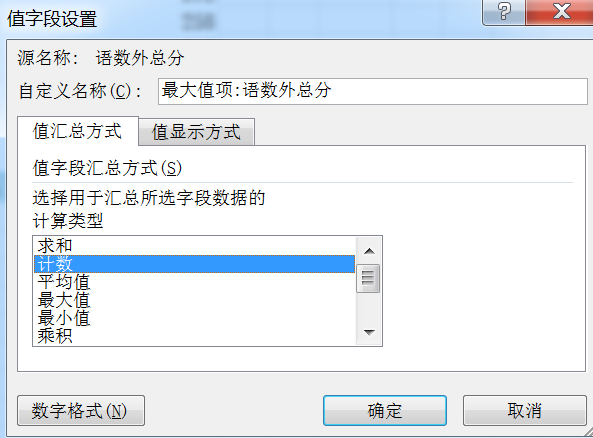 值字段设置
源名称: 语数外总分
自定义名称(C): 最大值项:语数外总分
值汇总方式 值显示方式
值字段汇总方式(S)
选择用于汇总所选字段数据的
计算类型
求和
计数
平均值
最大值
最小值
乘积
数字格式(N) 确定 取消